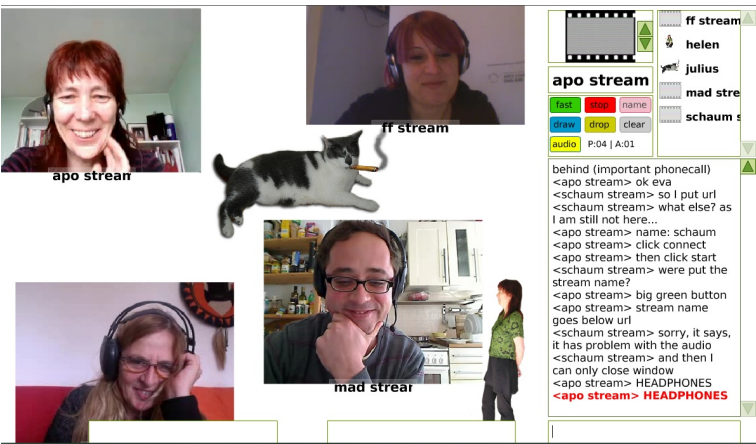 apo stream
ff stream
mad stream
ff stream
helen
julius
mad stre
schaum s
apo stream
fast
stop
name
draw
drop
clear
audio
P:04 | A:01
behind (important phonecall)
<apo stream> ok eva
<schaum stream> so I put url
<schaum stream> what else? as
I am still not here...
<apo stream> name: schaum
<apo stream> click connect
<apo stream> then click start
<schaum stream> were put the
stream name?
<apo stream> big green button
<apo stream> stream name
goes below url
<schaum stream> sorry, it says,
it has problem with the audio
<schaum stream> and then I
can only close window
<apo stream> HEADPHONES
<apo stream> HEADPHONES